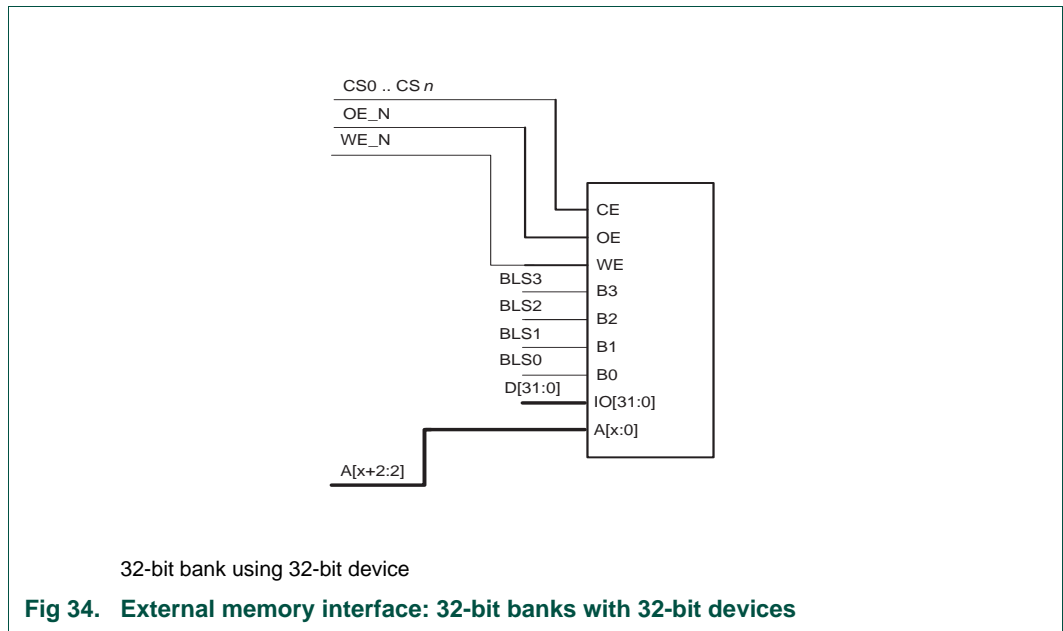 CS0 .. CS n
OE_N
WE_N
CE
OE
WE
BLS3
B3
BLS2
B2
BLS1
B1
BLS0
B0
D[31:0]
IO[31:0]
A[x:0]
A[x+2:2]
32-bit bank using 32-bit device
Fig 34. External memory interface: 32-bit banks with 32-bit devices